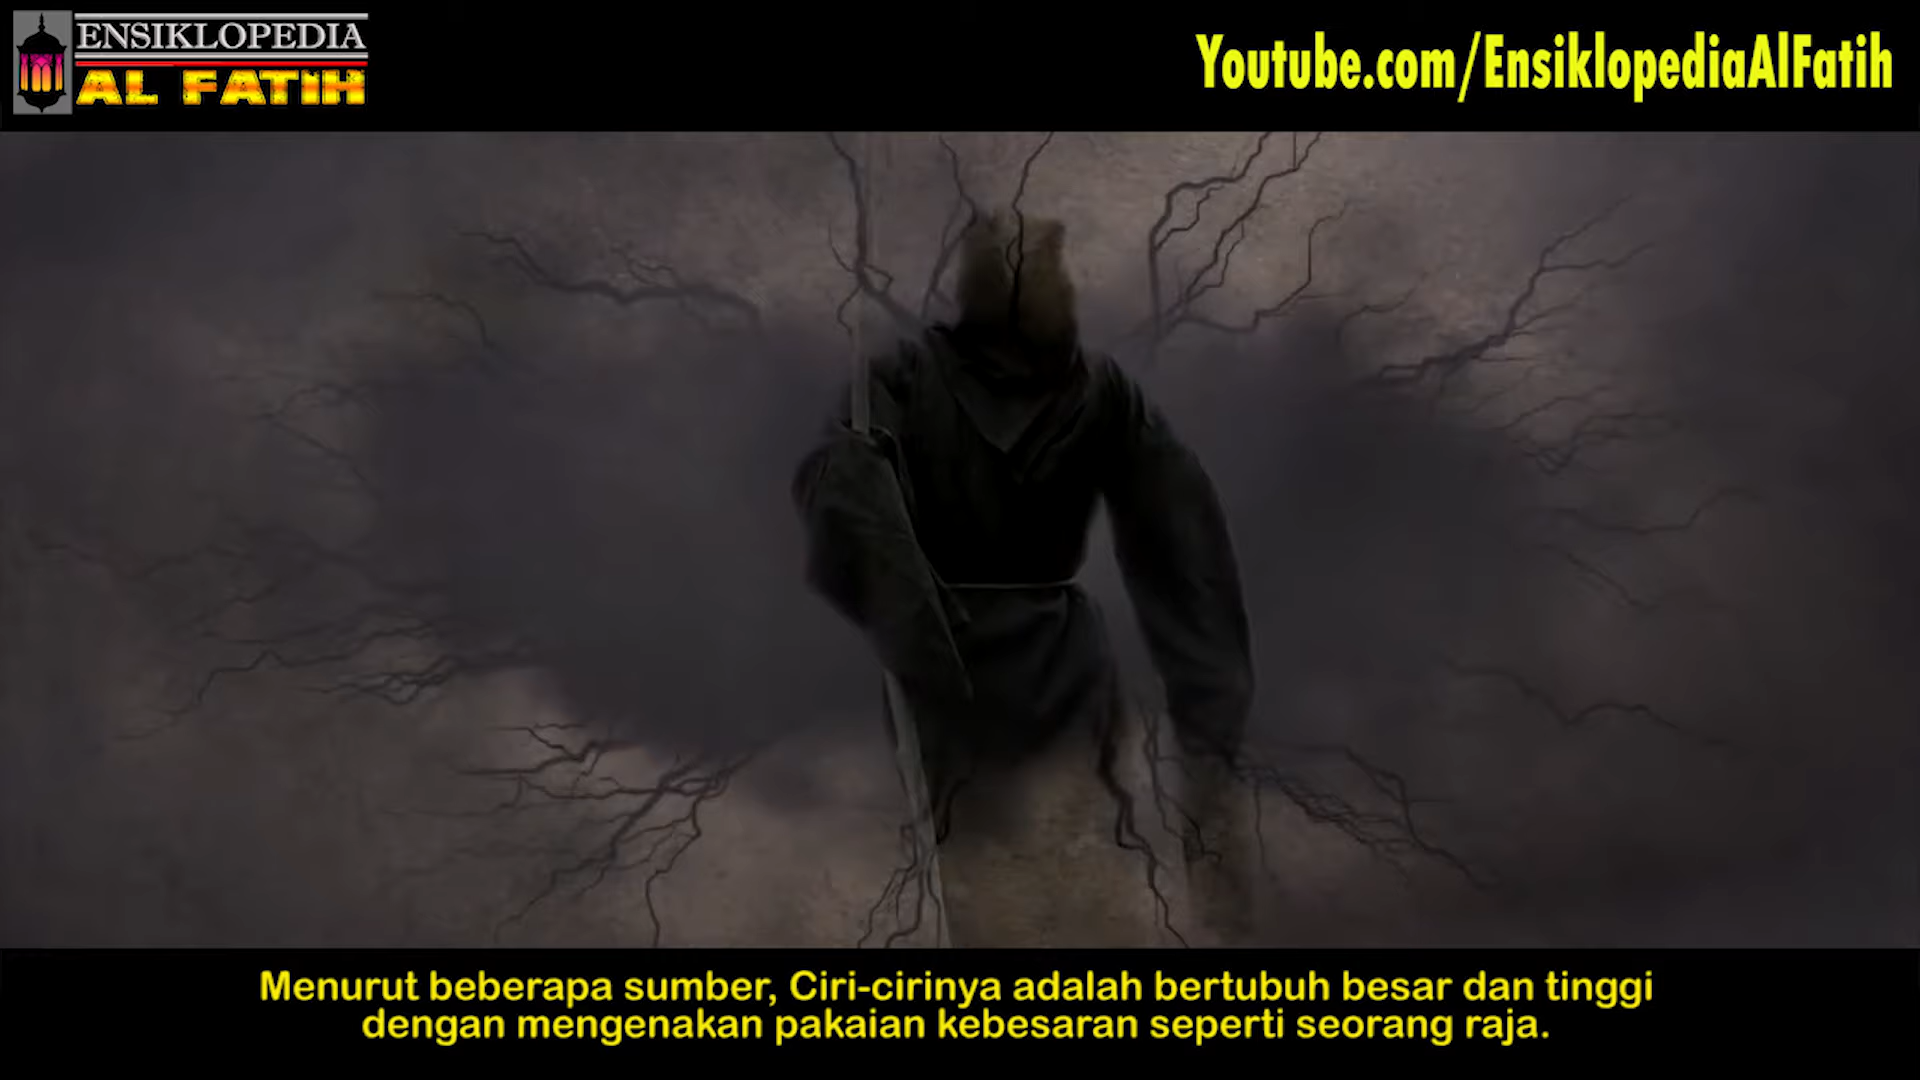 ENSIKLOPEDIA
AL FATIH
Youtube.com/EnsiklopediaAlFatih
Menurut beberapa sumber, Ciri-cirinya adalah bertubuh besar dan tinggi
dengan mengenakan pakaian kebesaran seperti seorang raja.